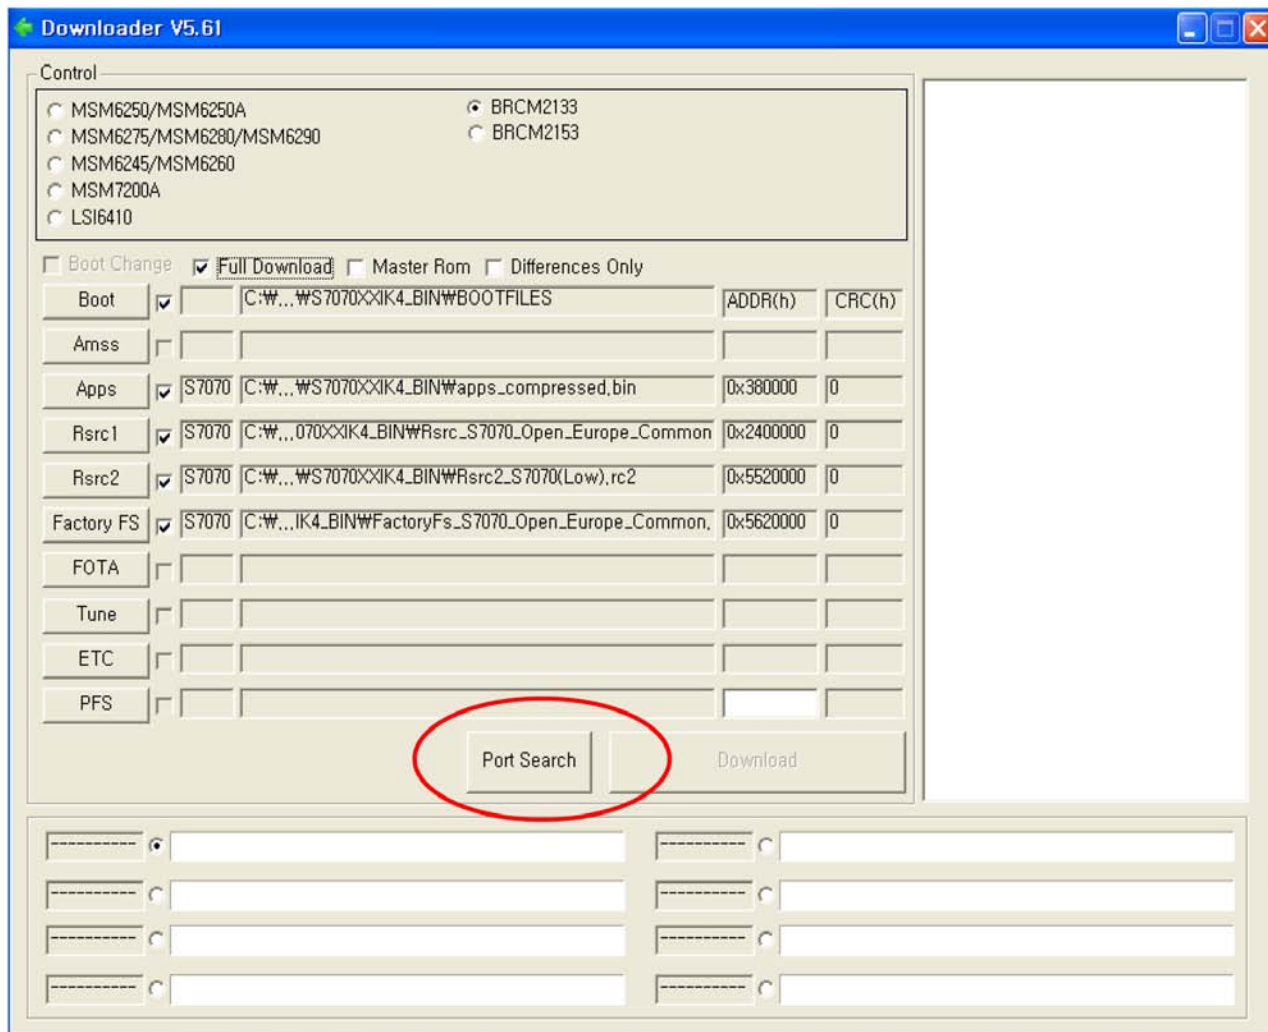 Downloader V5.61
Control
MSM6250/MSM6250A BRCM2133
MSM6275/MSM6280/MSM6290 BRCM2153
MSM6245/MSM6260
MSM7200A
LSI6410
Boot Change Full Download Master Rom Differences Only
Boot C:₩...₩S7070XXIK4_BIN₩BOOTFILES ADDR(h) CRC(h)
Amss
Apps S7070 C:₩...₩S7070XXIK4_BIN₩apps_compressed.bin 0x380000 0
Rsrc1 S7070 C:₩...070XXIK4_BIN₩Rsrc_S7070_Open_Europe_Common 0x2400000 0
Rsrc2 S7070 C:₩...₩S7070XXIK4_BIN₩Rsrc2_S7070(Low).rc2 0x5520000 0
Factory FS S7070 C:₩...IK4_BIN₩FactoryFs_S7070_Open_Europe_Common. 0x5620000 0
FOTA
Tune
ETC
PFS
Port Search Download
---------- ----------
---------- ----------
---------- ----------
---------- ----------